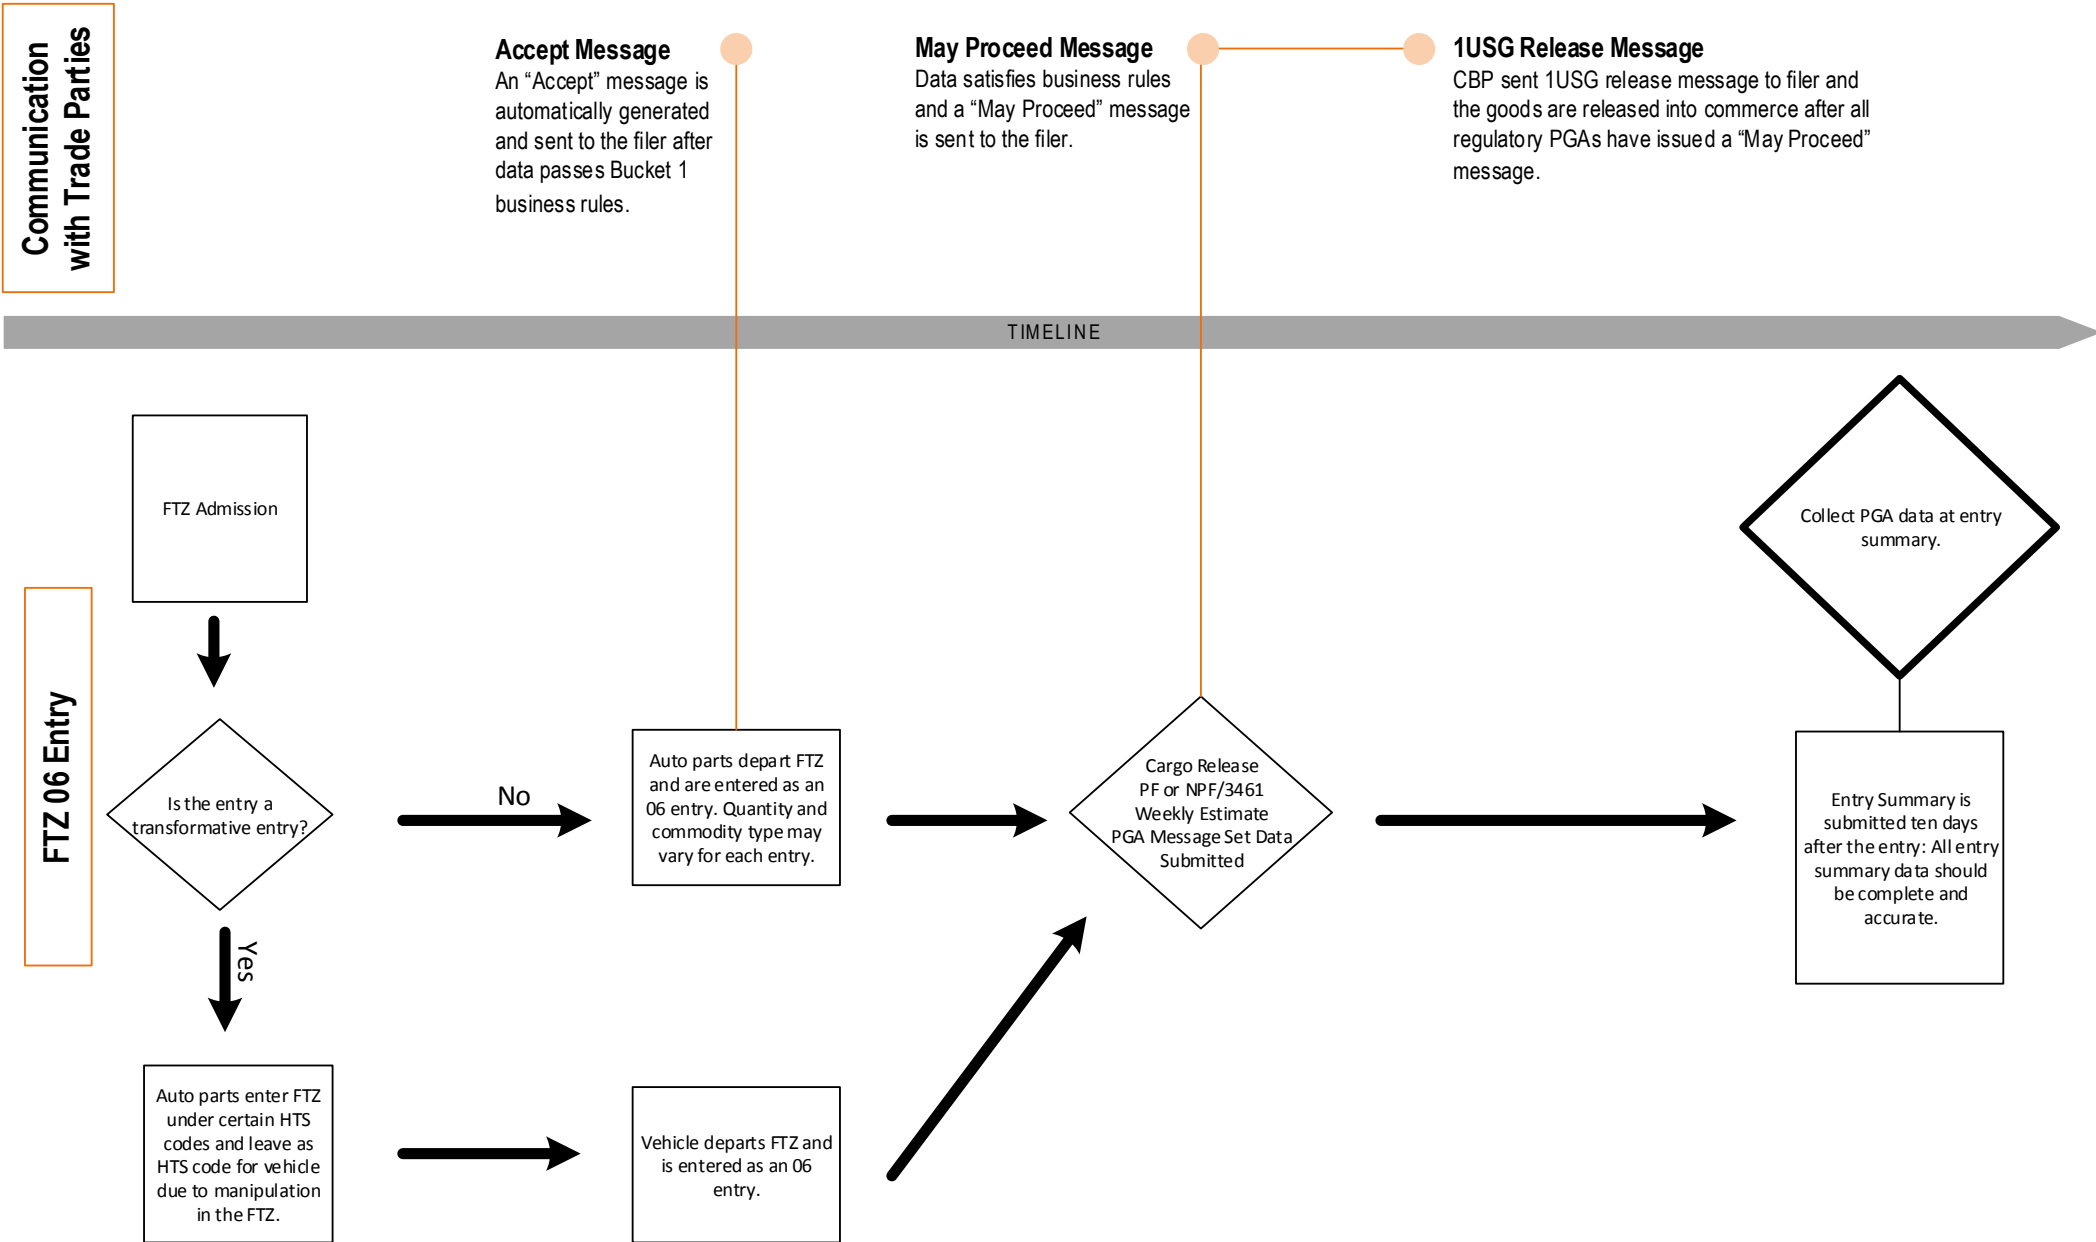 Communication
with Trade Parties
Accept Message
An “Accept” message is
automatically generated
and sent to the filer after
data passes Bucket 1
business rules.
May Proceed Message
Data satisfies business rules
and a “May Proceed” message
is sent to the filer.
1USG Release Message
CBP sent 1USG release message to filer and
the goods are released into commerce after all
regulatory PGAs have issued a “May Proceed”
message.
TIMELINE
FTZ 06 Entry
FTZ Admission
Is the entry a
transformative entry?
No
Yes
Auto parts depart FTZ
and are entered as an
06 entry. Quantity and
commodity type may
vary for each entry.
Cargo Release
PF or NPF/3461
Weekly Estimate
PGA Message Set Data
Submitted
Collect PGA data at entry
summary.
Entry Summary is
submitted ten days
after the entry: All entry
summary data should
be complete and
accurate.
Auto parts enter FTZ
under certain HTS
codes and leave as
HTS code for vehicle
due to manipulation
in the FTZ.
Vehicle departs FTZ and
is entered as an 06
entry.